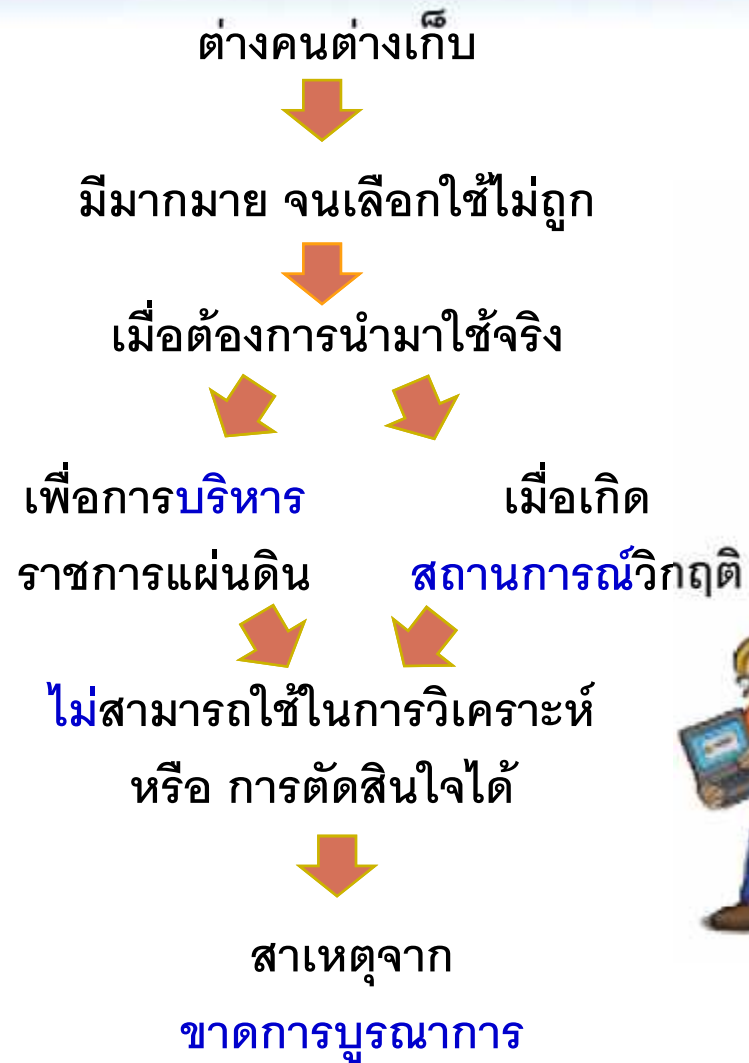 ต่างคนต่างเก็บ
มีมากมาย จนเลือกใช้ไม่ถูก
เมื่อต้องการนำมาใช้จริง
เพื่อการบริหาร
ราชการแผ่นดิน
เมื่อเกิด
สถานการณ์วิกฤติ
ไม่สามารถใช้ในการวิเคราะห์
หรือ การตัดสินใจได้
สาเหตุจาก
ขาดการบูรณาการ